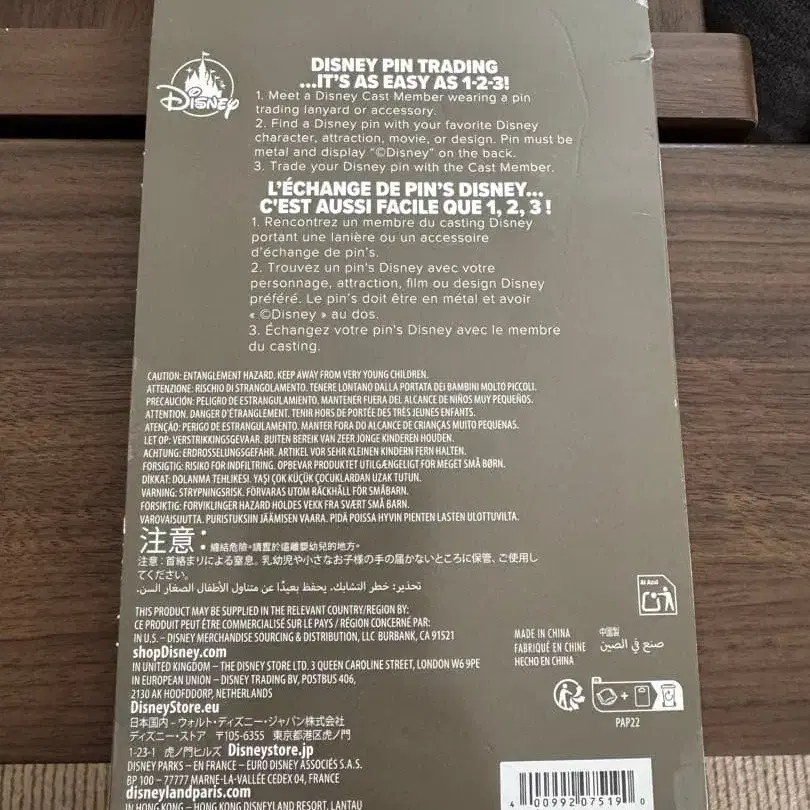 Disney
DISNEY PIN TRADING
...IT'S AS EASY AS 1-2-3!
1. Meet a Disney Cast Member wearing a pin
trading lanyard or accessory.
2. Find a Disney pin with your favorite Disney
character, attraction, movie, or design. Pin must be
metal and display "©Disney" on the back.
3. Trade your Disney pin with the Cast Member.
L'ÉCHANGE DE PIN'S DISNEY...
C'EST AUSSI FACILE QUE 1, 2, 3 !
1. Rencontrez un membre du casting Disney
portant une lanière ou un accessoire
d'échange de pin's.
2. Trouvez un pin's Disney avec votre
personnage, attraction, film ou design Disney
préféré. Le pin's doit être en métal et avoir
« ©Disney » au dos.
3. Échangez votre pin's Disney avec le membre
du casting.
CAUTION: ENTANGLEMENT HAZARD. KEEP AWAY FROM VERY YOUNG CHILDREN.
ATTENZIONE: RISCHIO DI STRANGOLAMENTO. TENERE LONTANO DALLA PORTATA DEI BAMBINI MOLTO PICCOLI.
PRECAUCIÓN: PELIGRO DE ESTRANGULAMIENTO. MANTENER FUERA DEL ALCANCE DE NIÑOS MUY PEQUEÑOS.
ATTENTION. DANGER D'ÉTRANGLEMENT. TENIR HORS DE PORTÉE DES TRÈS JEUNES ENFANTS.
ATENÇÃO: PERIGO DE ESTRANGULAMENTO. MANTER FORA DO ALCANCE DE CRIANÇAS MUITO PEQUENAS.
LET OP: VERSTRIKKINGSGEVAAR. BUITEN BEREIK VAN ZEER JONGE KINDEREN HOUDEN.
ACHTUNG: ERDROSSELUNGSGEFAHR. ARTIKEL VOR SEHR KLEINEN KINDERN FERN HALTEN.
FORSIGTIG: RISIKO FOR INDFILTRING. OPBEVAR PRODUKTET UTILGÆNGELIGT FOR MEGET SMÅ BØRN.
DİKKAT: DOLANMA TEHLİKESİ. YAŞI ÇOK KÜÇÜK ÇOCUKLARDAN UZAK TUTUN.
VARNING: STRYPNINGSRISK. FÖRVARAS UTOM RÄCKHÅLL FÖR SMÅBARN.
FORSIKTIG: FORVIKLINGER HAZARD HOLDES VEKK FRA SVÆRT SMÅ BARN.
VAROVAISUUTTA. PURISTUKSIIN JÄÄMISEN VAARA. PIDÄ POISSA HYVIN PIENTEN LASTEN ULOTTUVILTA.
注意：纏結危險。請置於遠離嬰幼兒的地方。
注意：首絡まりによる窒息。乳幼児や小さなお子様の手の届かないところに保管、ご使用し
てください。
تحذير: خطر التشابك. يحفظ بعيدًا عن متناول الأطفال الصغار السن.
THIS PRODUCT MAY BE SUPPLIED IN THE RELEVANT COUNTRY/REGION BY:
CE PRODUIT PEUT ÊTRE COMMERCIALISÉ SUR LE PAYS / RÉGION CONCERNÉ PAR:
IN U.S. – DISNEY MERCHANDISE SOURCING & DISTRIBUTION, LLC BURBANK, CA 91521
shopDisney.com
IN UNITED KINGDOM – THE DISNEY STORE LTD. 3 QUEEN CAROLINE STREET, LONDON W6 9PE
IN EUROPEAN UNION – DISNEY TRADING BV, POSTBUS 406,
2130 AK HOOFDDORP, NETHERLANDS
DisneyStore.eu
日本国内 – ウォルト・ディズニー・ジャパン株式会社
ディズニー・ストア 〒105-6355 東京都港区虎ノ門
1-23-1 虎ノ門ヒルズ Disneystore.jp
DISNEY PARKS – EN FRANCE – EURO DISNEY ASSOCIÉS S.A.S.
BP 100 – 77777 MARNE-LA-VALLÉE CEDEX 04, FRANCE
disneylandparis.com
IN HONG KONG – HONG KONG DISNEYLAND RESORT, LANTAU
Al Azul
MADE IN CHINA 中國製
FABRIQUÉ EN CHINE صنع في الصين
HECHO EN CHINA
FR
PAP22
4 00992 07519 0